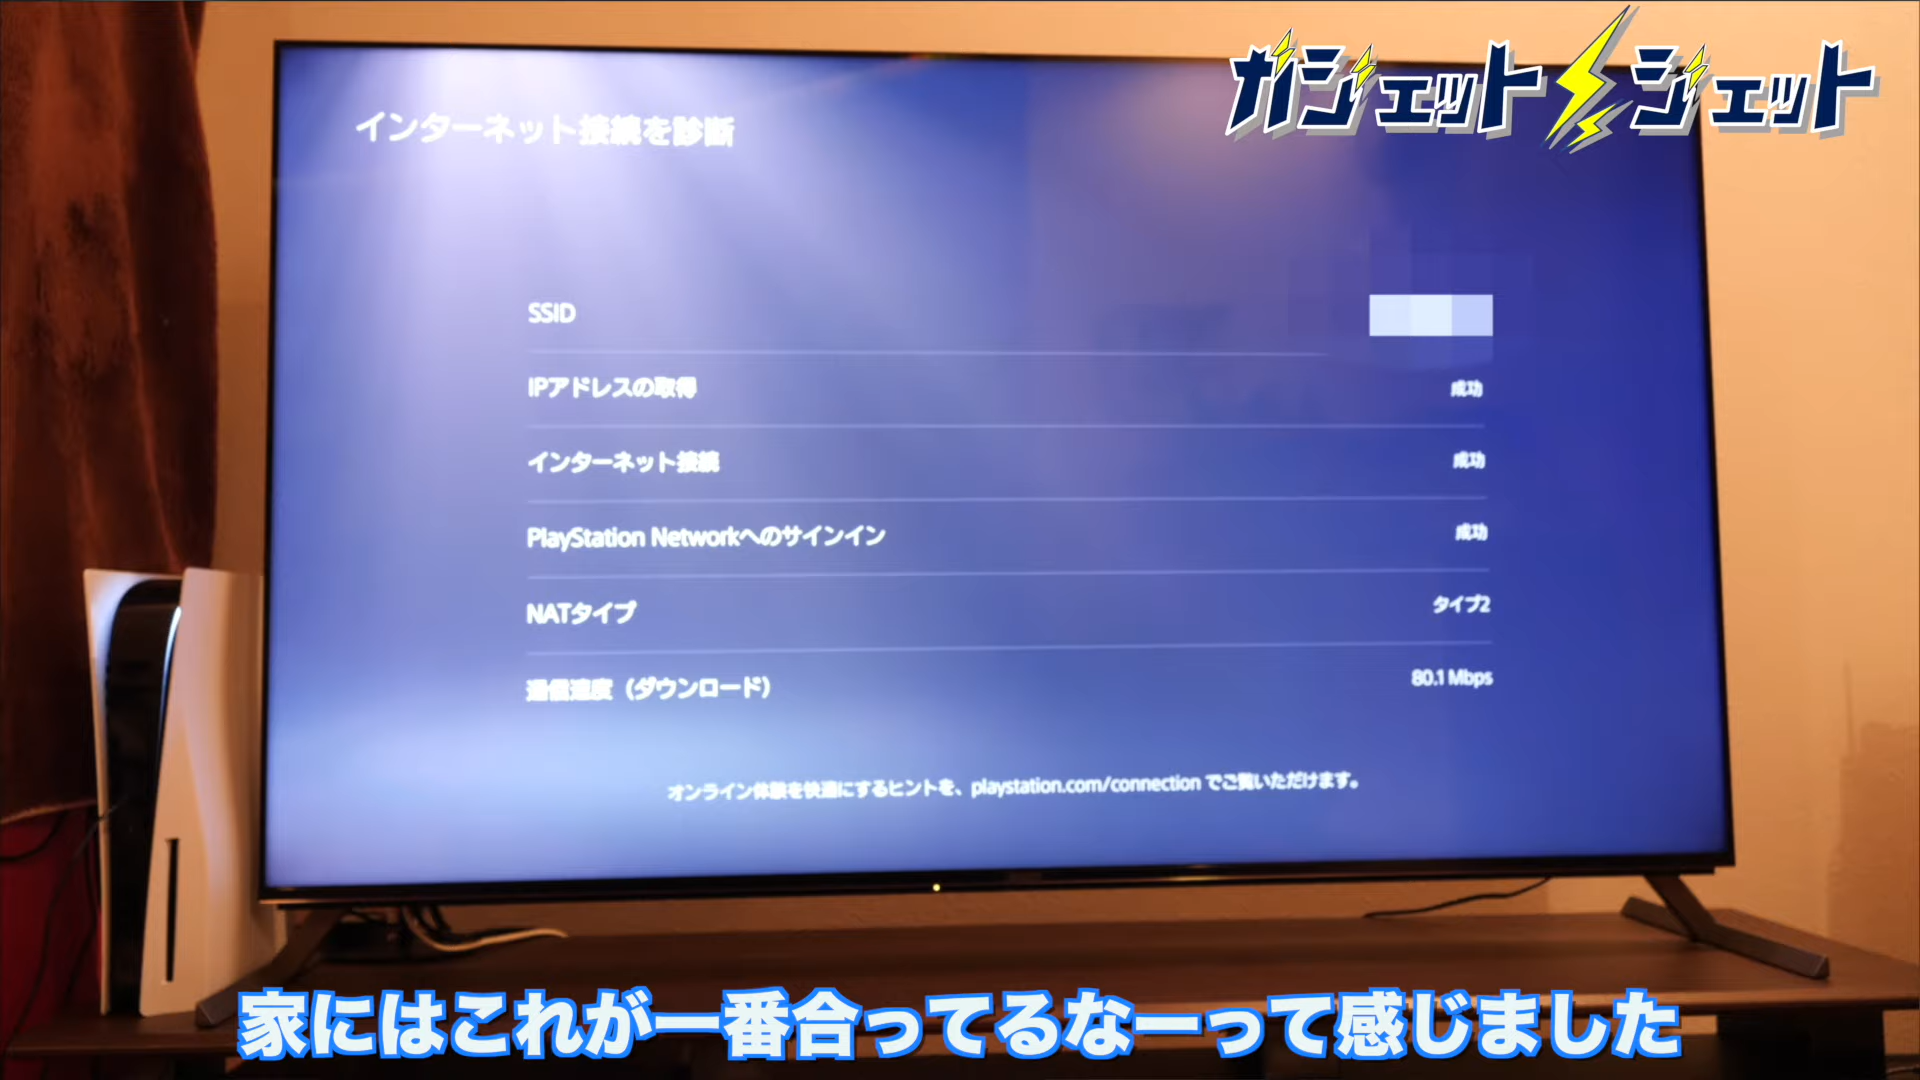 ガジェットジェット
インターネット接続を診断
SSID
IPアドレスの取得 成功
インターネット接続 成功
PlayStation Networkへのサインイン 成功
NATタイプ タイプ2
通信速度（ダウンロード） 80.1 Mbps
オンライン体験を快適にするヒントを、playstation.com/connection でご覧いただけます。
家にはこれが一番合ってるなーって感じました